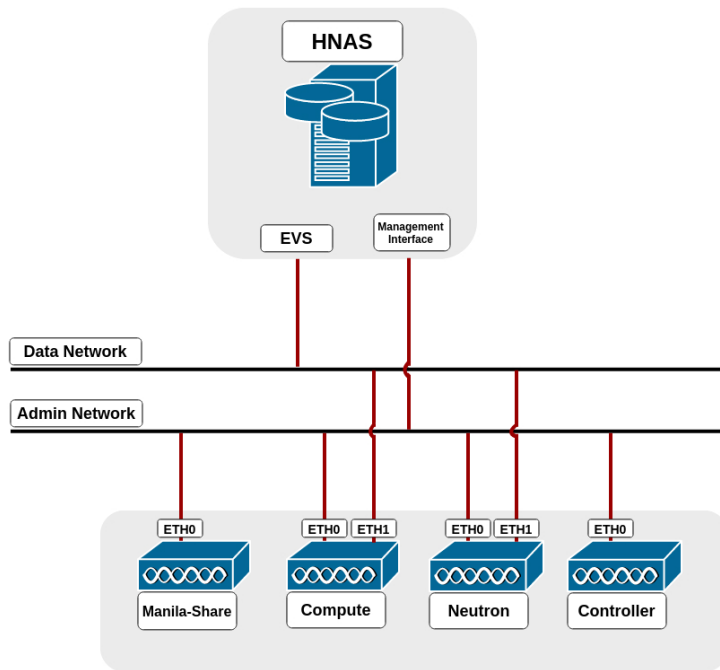 HNAS
EVS
Management
Interface
Data Network
Admin Network
ETH0
ETH0
ETH1
ETH0
ETH1
ETH0
Manila-Share
Compute
Neutron
Controller